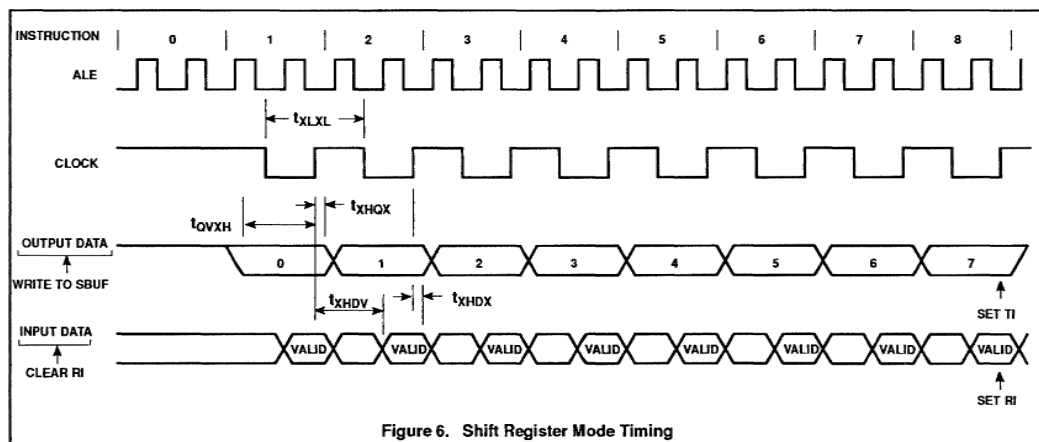 INSTRUCTION 0 1 2 3 4 5 6 7 8
ALE
tXLXL
CLOCK
tQVXH tXHQX
OUTPUT DATA 0 1 2 3 4 5 6 7
WRITE TO SBUF
tXHDV tXHDX
SET TI
INPUT DATA VALID VALID VALID VALID VALID VALID VALID VALID
CLEAR RI
SET RI
Figure 6. Shift Register Mode Timing